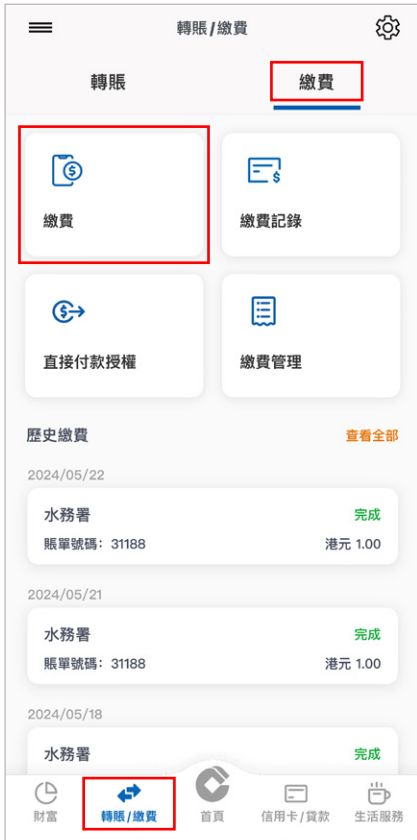 轉賬/繳費
轉賬 繳費
繳費 繳費記錄
直接付款授權 繳費管理
歷史繳費 查看全部
2024/05/22
水務署 完成
賬單號碼: 31188 港元 1.00
2024/05/21
水務署 完成
賬單號碼: 31188 港元 1.00
2024/05/18
水務署 完成
財富 轉賬/繳費 首頁 信用卡/貸款 生活服務